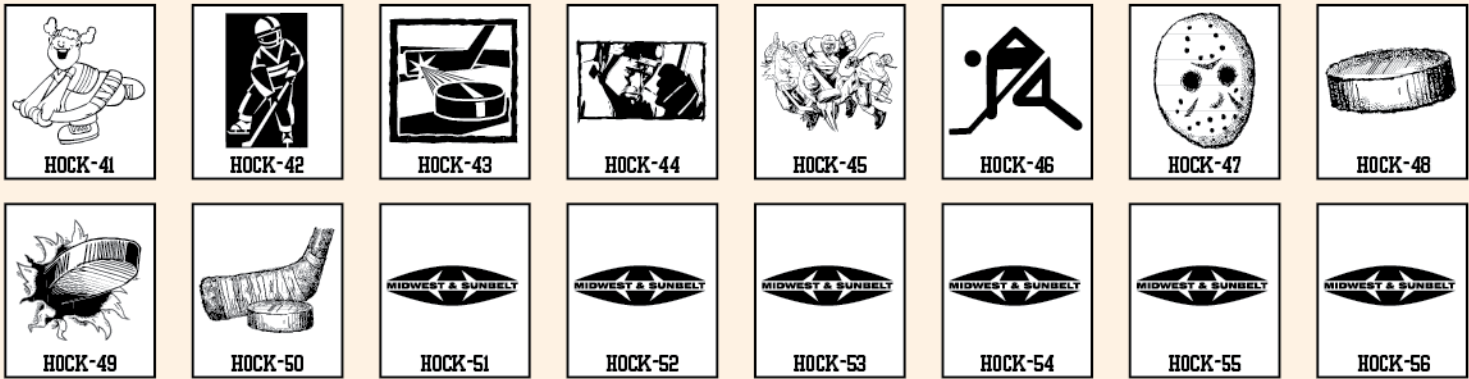 HOCK-41 HOCK-42 HOCK-43 HOCK-44 HOCK-45 HOCK-46 HOCK-47 HOCK-48
MIDWEST & SUNBELT MIDWEST & SUNBELT MIDWEST & SUNBELT MIDWEST & SUNBELT MIDWEST & SUNBELT MIDWEST & SUNBELT
HOCK-49 HOCK-50 HOCK-51 HOCK-52 HOCK-53 HOCK-54 HOCK-55 HOCK-56